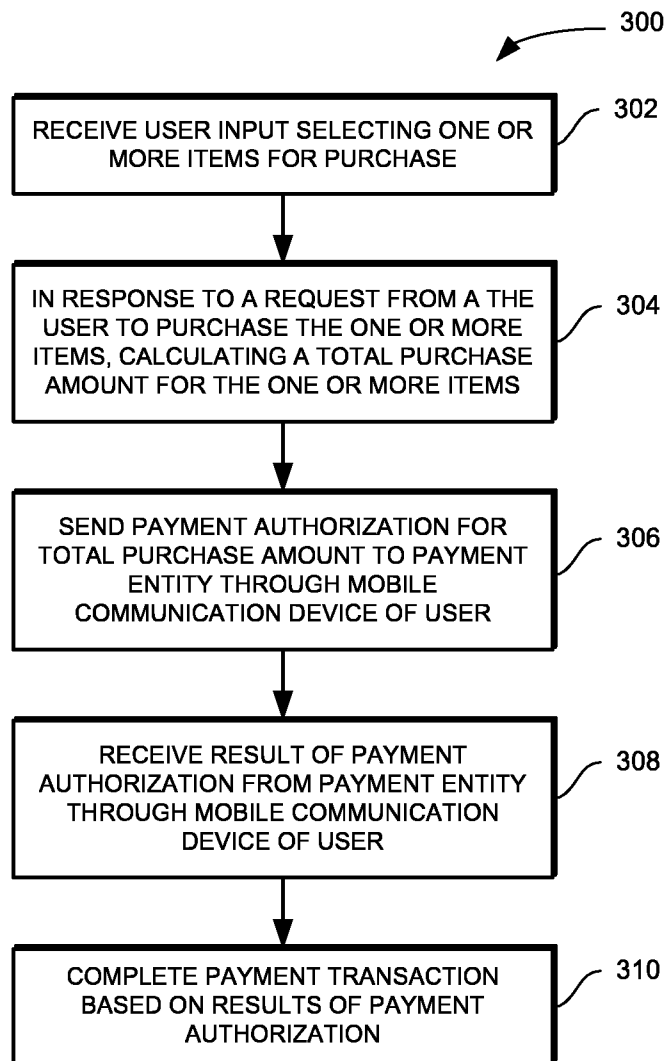 300
RECEIVE USER INPUT SELECTING ONE OR
MORE ITEMS FOR PURCHASE
302
IN RESPONSE TO A REQUEST FROM A THE
USER TO PURCHASE THE ONE OR MORE
ITEMS, CALCULATING A TOTAL PURCHASE
AMOUNT FOR THE ONE OR MORE ITEMS
304
SEND PAYMENT AUTHORIZATION FOR
TOTAL PURCHASE AMOUNT TO PAYMENT
ENTITY THROUGH MOBILE
COMMUNICATION DEVICE OF USER
306
RECEIVE RESULT OF PAYMENT
AUTHORIZATION FROM PAYMENT ENTITY
THROUGH MOBILE COMMUNICATION
DEVICE OF USER
308
COMPLETE PAYMENT TRANSACTION
BASED ON RESULTS OF PAYMENT
AUTHORIZATION
310